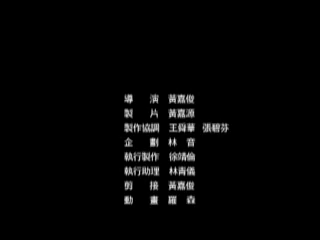 導　演　黃嘉俊
製　片　黃嘉源
製作協調　王舜華　張碧芬
企　劃　林　音
執行製作　徐靖倫
執行助理　林青儀
剪　接　黃嘉俊
動　畫　羅　森